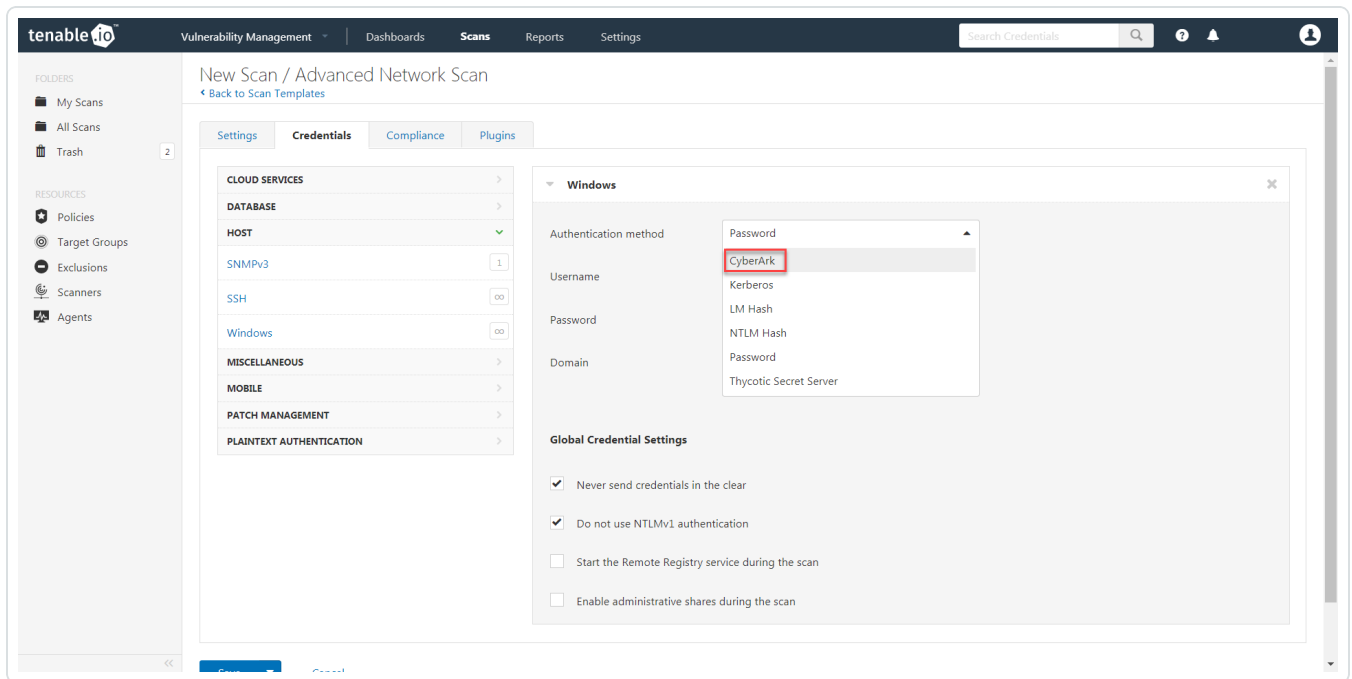 tenable.io™
Vulnerability Management
Dashboards
Scans
Reports
Settings
Search Credentials
FOLDERS
My Scans
All Scans
Trash
2
RESOURCES
Policies
Target Groups
Exclusions
Scanners
Agents
New Scan / Advanced Network Scan
Back to Scan Templates
Settings
Credentials
Compliance
Plugins
CLOUD SERVICES
DATABASE
HOST
SNMPv3
1
SSH
∞
Windows
∞
MISCELLANEOUS
MOBILE
PATCH MANAGEMENT
PLAINTEXT AUTHENTICATION
Windows
Authentication method
Password
CyberArk
Kerberos
LM Hash
NTLM Hash
Password
Thycotic Secret Server
Username
Password
Domain
Global Credential Settings
Never send credentials in the clear
Do not use NTLMv1 authentication
Start the Remote Registry service during the scan
Enable administrative shares during the scan
Save
Cancel